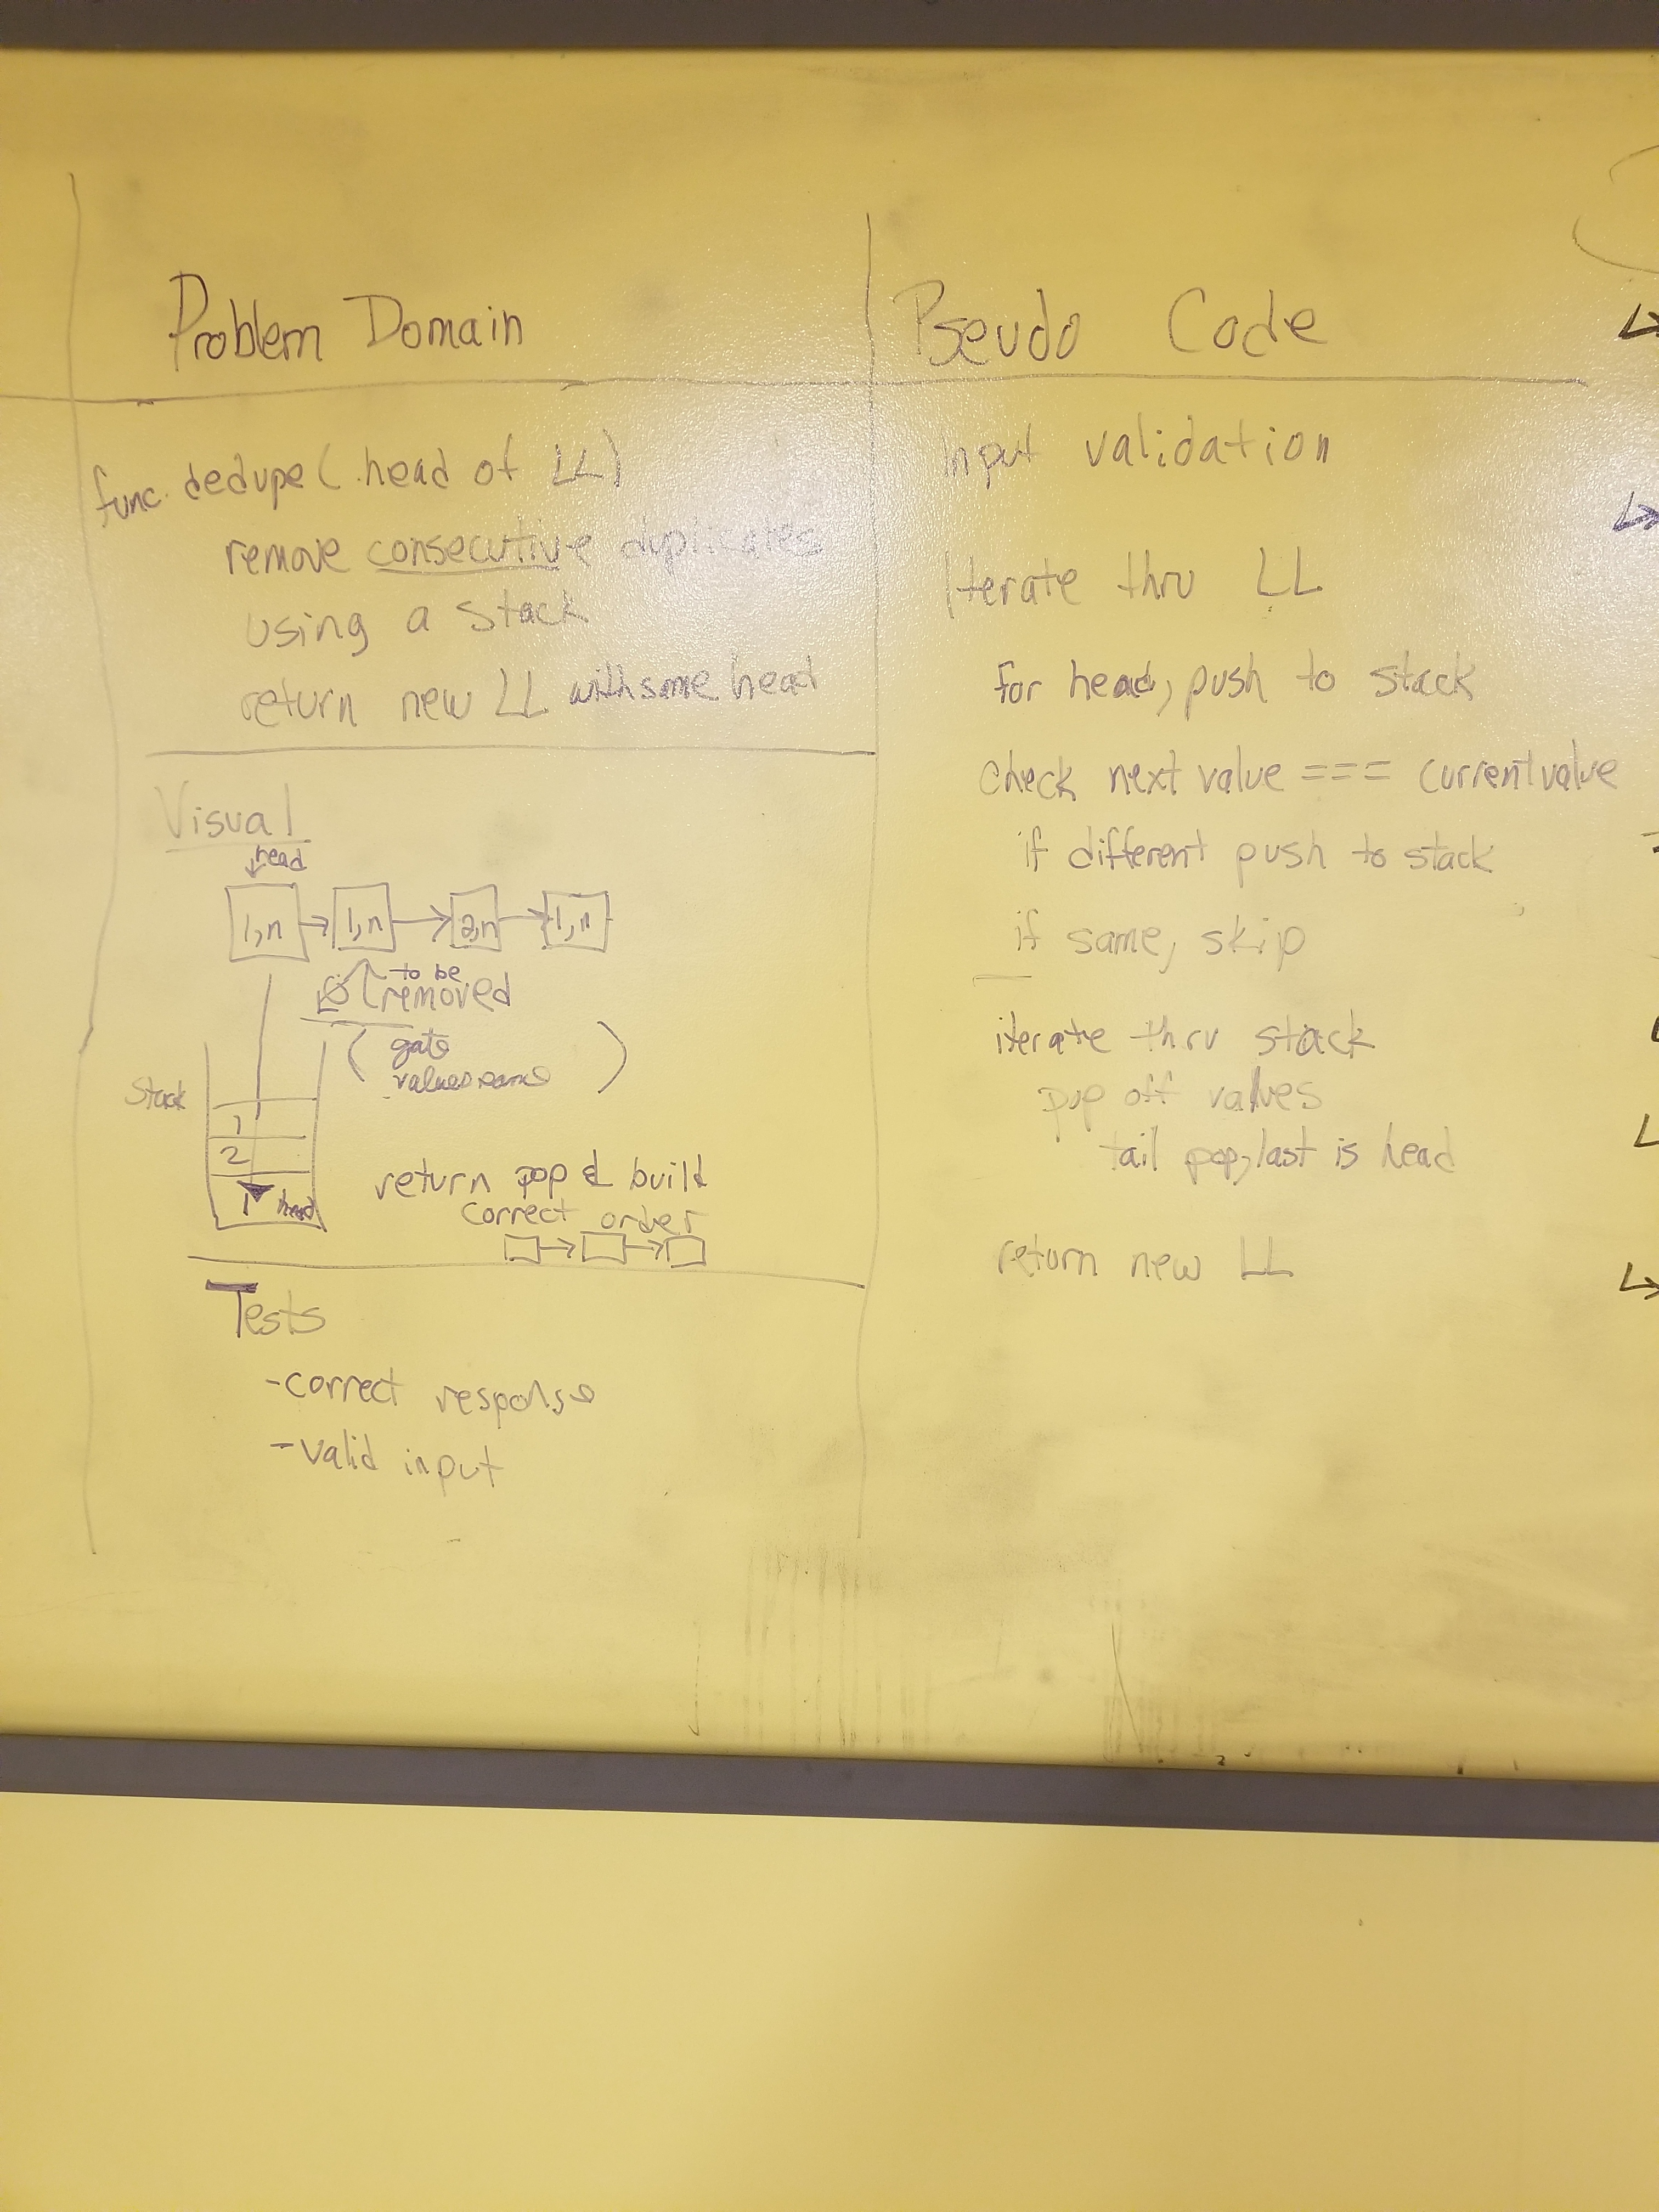 Problem Domain
func. dedupe(.head of LL)
remove consecutive duplicates
using a stack
return new LL with same head
Visual
head
1,n 1,n 2,n 1,n
to be
removed
(gate
values same)
Stack
1
2
1 head
return pop & build
correct order
Tests
-correct response
-valid input
Pseudo Code
Input validation
Iterate thru LL
for head, push to stack
check next value === current value
if different push to stack
if same, skip
iterate thru stack
pop off values
tail pop, last is head
return new LL